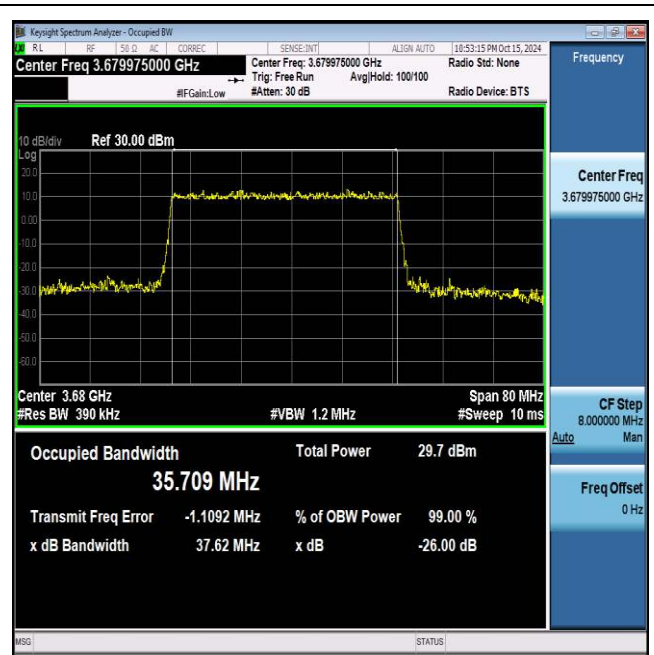 Keysight Spectrum Analyzer - Occupied BW
RL RF 50 Ω AC CORREC SENSE:INT ALIGN AUTO 10:53:15 PM Oct 15, 2024
Center Freq 3.679975000 GHz
Center Freq: 3.679975000 GHz Radio Std: None
Trig: Free Run Avg|Hold: 100/100
#IFGain:Low #Atten: 30 dB Radio Device: BTS
Frequency
10 dB/div Ref 30.00 dBm
Log
20.0
10.0
0.00
-10.0
-20.0
-30.0
-40.0
-50.0
-60.0
Center Freq
3.679975000 GHz
Center 3.68 GHz Span 80 MHz
#Res BW 390 kHz #VBW 1.2 MHz #Sweep 10 ms
CF Step
8.000000 MHz
Auto Man
Occupied Bandwidth Total Power 29.7 dBm
35.709 MHz
Transmit Freq Error -1.1092 MHz % of OBW Power 99.00 %
x dB Bandwidth 37.62 MHz x dB -26.00 dB
Freq Offset
0 Hz
MSG STATUS